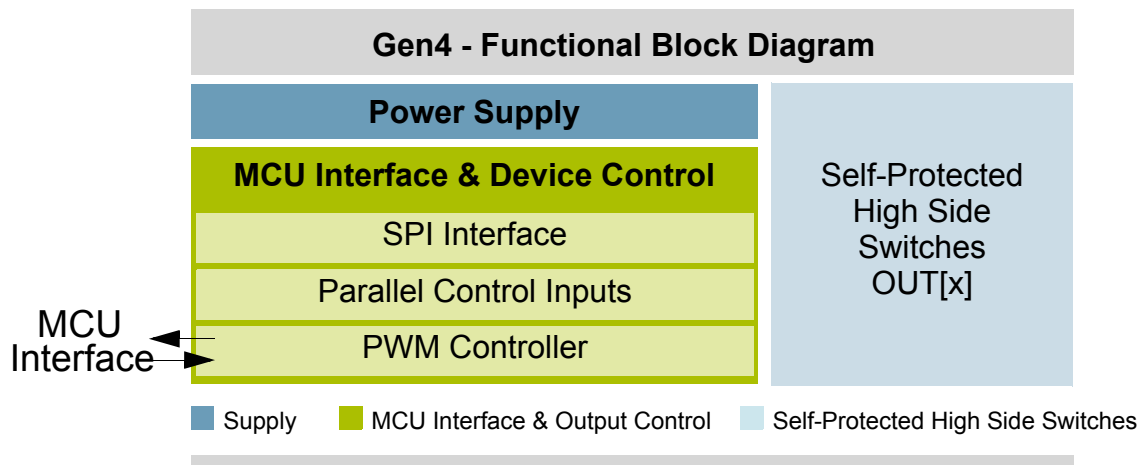 Gen4 - Functional Block Diagram
Power Supply
MCU Interface & Device Control
SPI Interface
Parallel Control Inputs
PWM Controller
Self-Protected
High Side
Switches
OUT[x]
MCU
Interface
Supply
MCU Interface & Output Control
Self-Protected High Side Switches